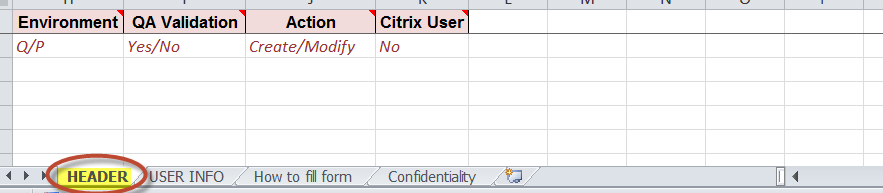 H I J K L M N O P
Environment QA Validation Action Citrix User
Q/P Yes/No Create/Modify No
HEADER USER INFO How to fill form Confidentiality